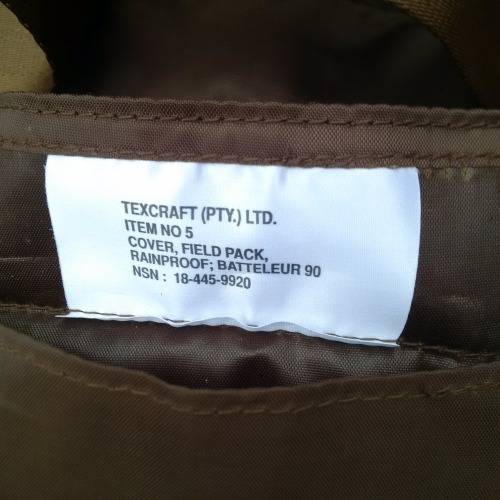 TEXCRAFT (PTY.) LTD.
ITEM NO 5
COVER, FIELD PACK,
RAINPROOF; BATTELEUR 90
NSN : 18-445-9920